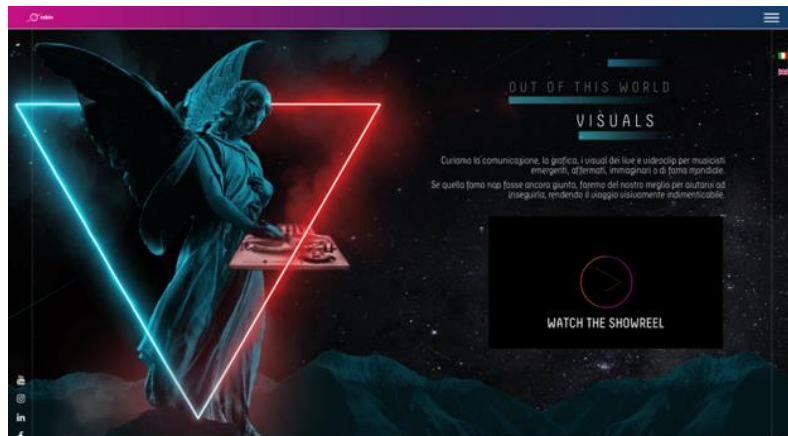 robin
OUT OF THIS WORLD
VISUALS
Curiamo la comunicazione, la grafica, i visual dei live e videoclip per musicisti
emergenti, affermati, immaginari o di fama mondiale.
Se quella fama non fosse ancora giunta, faremo del nostro meglio per aiutarvi ad
inseguirla, rendendo il viaggio visivamente indimenticabile.
WATCH THE SHOWREEL